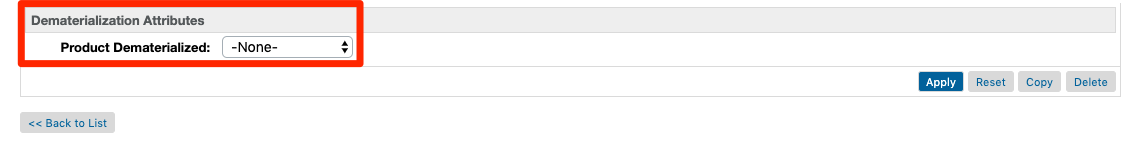 Dematerialization Attributes
Product Dematerialized: -None-
Apply Reset Copy Delete
<< Back to List